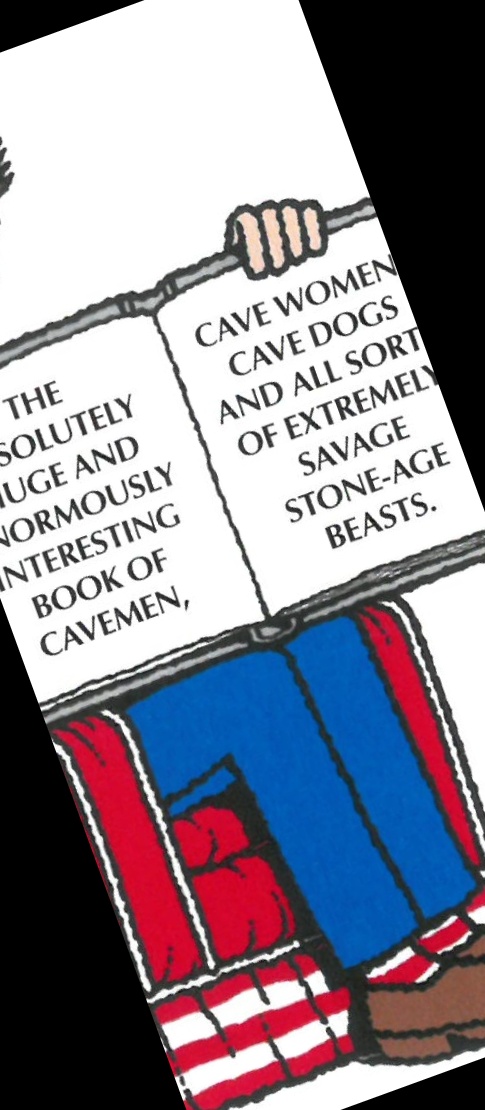 THE
SOLUTELY
HUGE AND
NORMOUSLY
INTERESTING
BOOK OF
CAVEMEN,
CAVE WOMEN
CAVE DOGS
AND ALL SORT
OF EXTREMELY
SAVAGE
STONE-AGE
BEASTS.